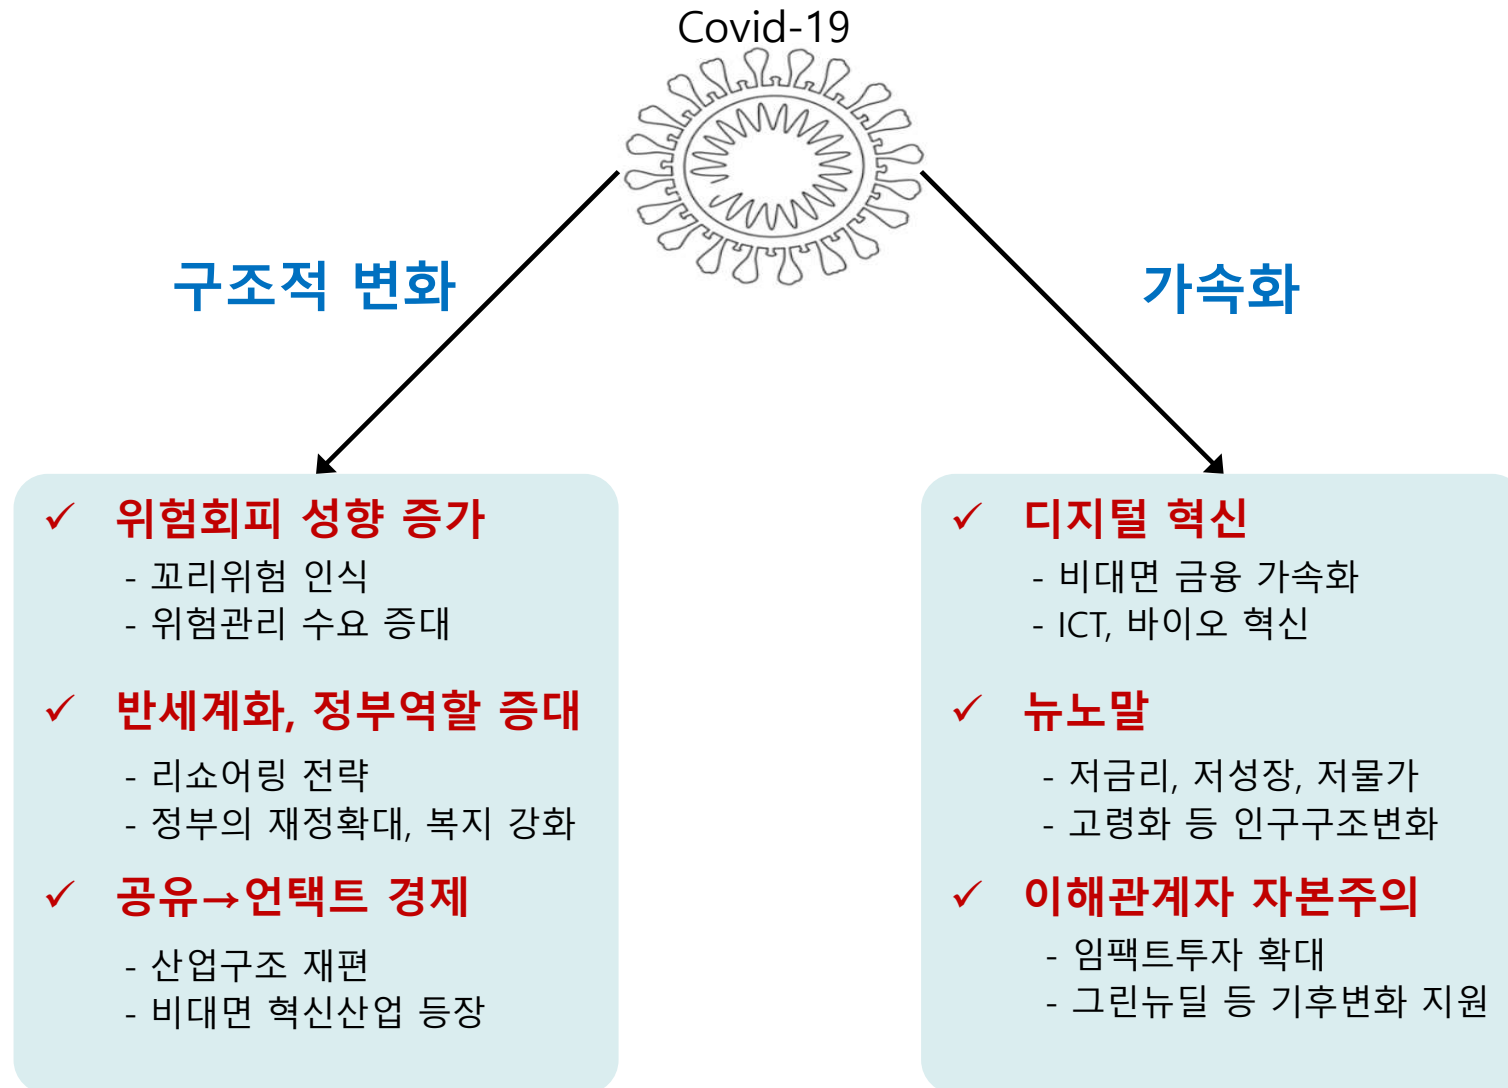 Covid-19
구조적 변화
가속화
✓ 위험회피 성향 증가
- 꼬리위험 인식
- 위험관리 수요 증대
✓ 반세계화, 정부역할 증대
- 리쇼어링 전략
- 정부의 재정확대, 복지 강화
✓ 공유→언택트 경제
- 산업구조 재편
- 비대면 혁신산업 등장
✓ 디지털 혁신
- 비대면 금융 가속화
- ICT, 바이오 혁신
✓ 뉴노말
- 저금리, 저성장, 저물가
- 고령화 등 인구구조변화
✓ 이해관계자 자본주의
- 임팩트투자 확대
- 그린뉴딜 등 기후변화 지원